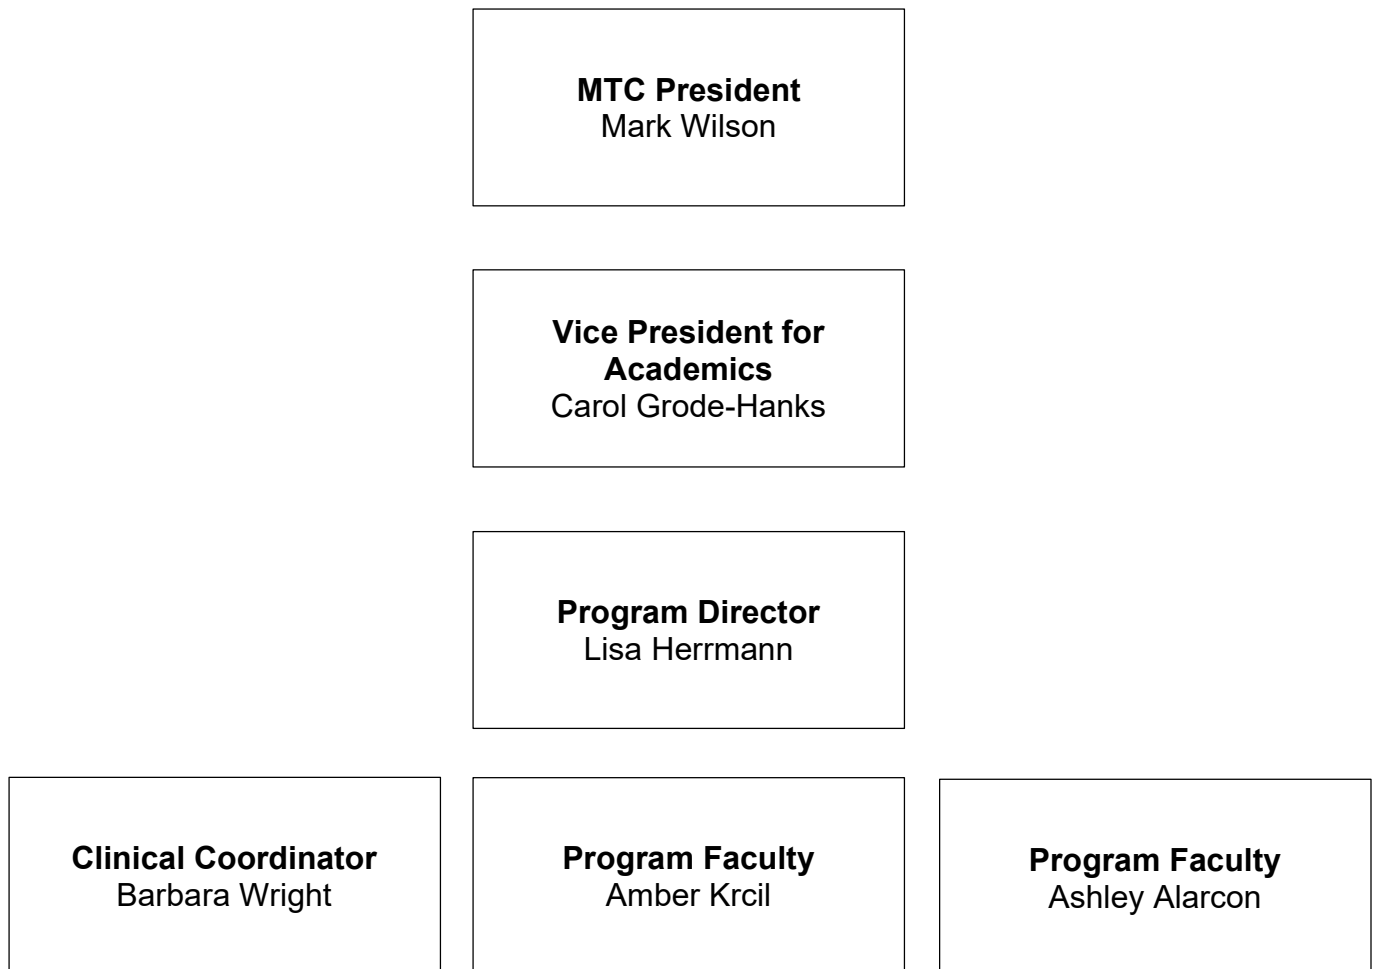 MTC President
Mark Wilson
Vice President for
Academics
Carol Grode-Hanks
Program Director
Lisa Herrmann
Clinical Coordinator
Barbara Wright
Program Faculty
Amber Krcil
Program Faculty
Ashley Alarcon